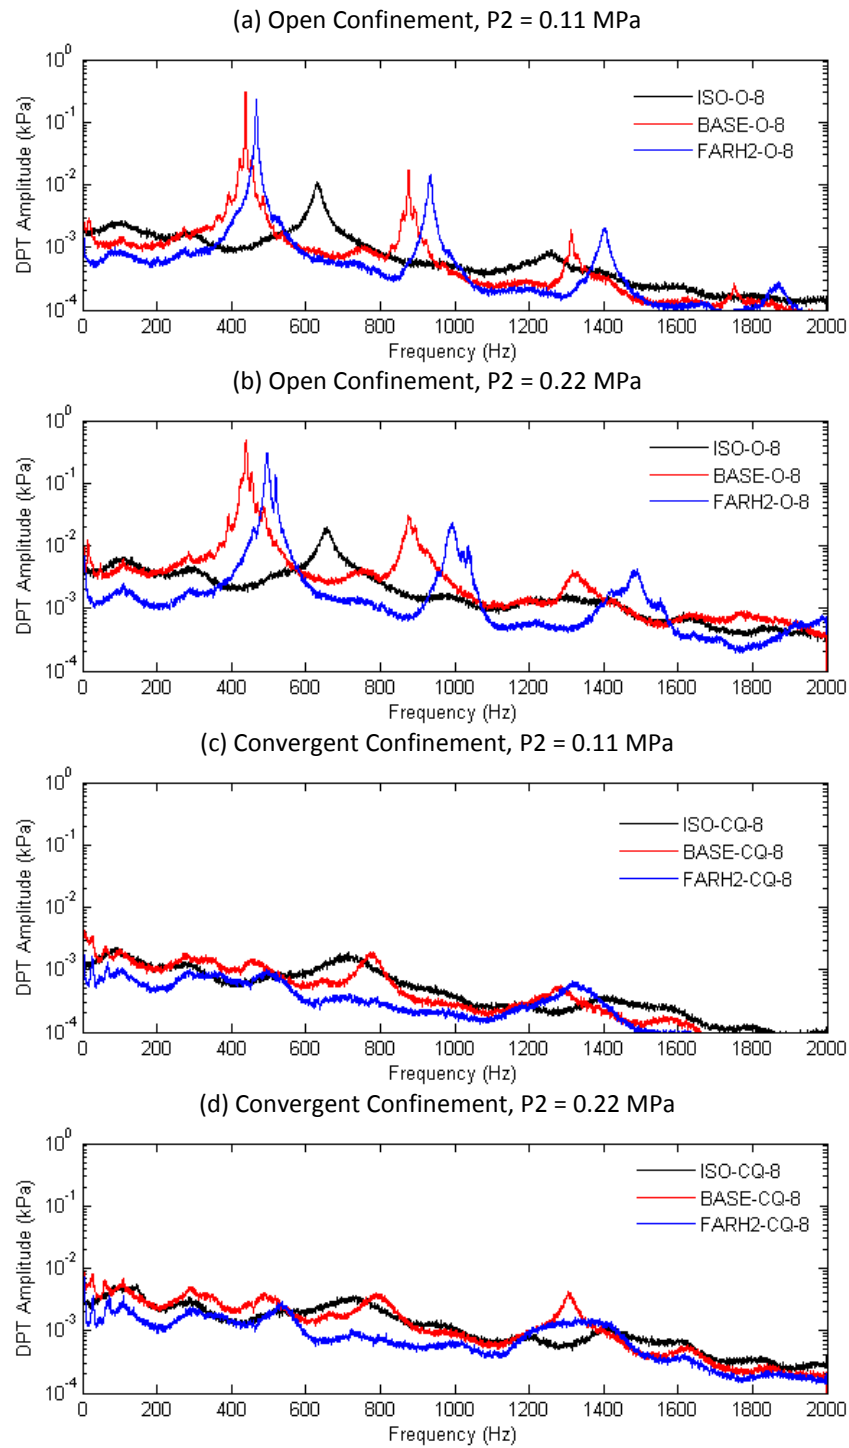 (a) Open Confinement, P2 = 0.11 MPa
10^0
10^-1
10^-2
10^-3
10^-4
DPT Amplitude (kPa)
ISO-O-8
BASE-O-8
FARH2-O-8
0 200 400 600 800 1000 1200 1400 1600 1800 2000
Frequency (Hz)
(b) Open Confinement, P2 = 0.22 MPa
10^0
10^-1
10^-2
10^-3
10^-4
DPT Amplitude (kPa)
ISO-O-8
BASE-O-8
FARH2-O-8
0 200 400 600 800 1000 1200 1400 1600 1800 2000
Frequency (Hz)
(c) Convergent Confinement, P2 = 0.11 MPa
10^0
10^-1
10^-2
10^-3
10^-4
DPT Amplitude (kPa)
ISO-CQ-8
BASE-CQ-8
FARH2-CQ-8
0 200 400 600 800 1000 1200 1400 1600 1800 2000
Frequency (Hz)
(d) Convergent Confinement, P2 = 0.22 MPa
10^0
10^-1
10^-2
10^-3
10^-4
DPT Amplitude (kPa)
ISO-CQ-8
BASE-CQ-8
FARH2-CQ-8
0 200 400 600 800 1000 1200 1400 1600 1800 2000
Frequency (Hz)